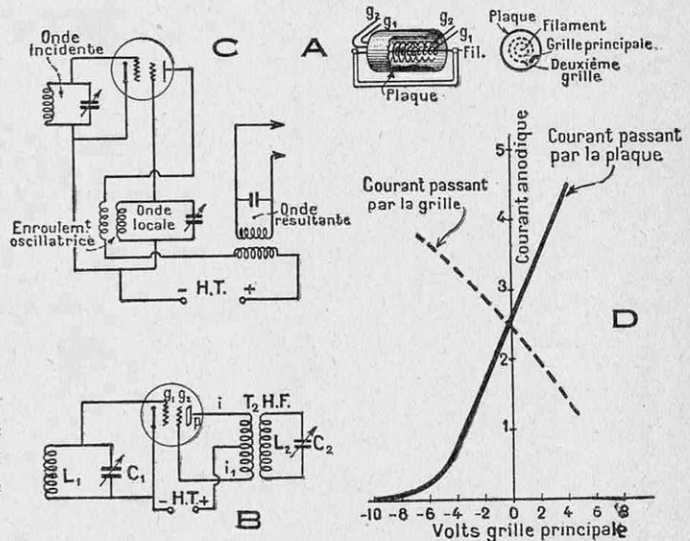 Onde
Incidente
C
Enroulem.t
oscillatrice
Onde
locale
Onde
résultante
- H.T. +
A
g2
g1
g2
g1
Fil.
Plaque
Plaque
Filament
Grille principale
Deuxième
grille
B
g1 g2
p
i
i1
T2 H.F.
L1
C1
L2
C2
- H.T. +
D
Courant anodique
Courant passant
par la plaque
Courant passant
par la grille
5
4
3
2
1
-10 -8 -6 -4 -2 0 2 4 6 8
Volts grille principale